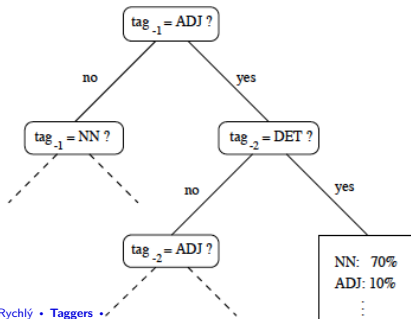 tag₋₁ = ADJ ?
no
yes
tag₋₁ = NN ?
tag₋₂ = DET ?
no
yes
tag₋₂ = ADJ ?
NN: 70%
ADJ: 10%
⋮
Rychlý • Taggers •